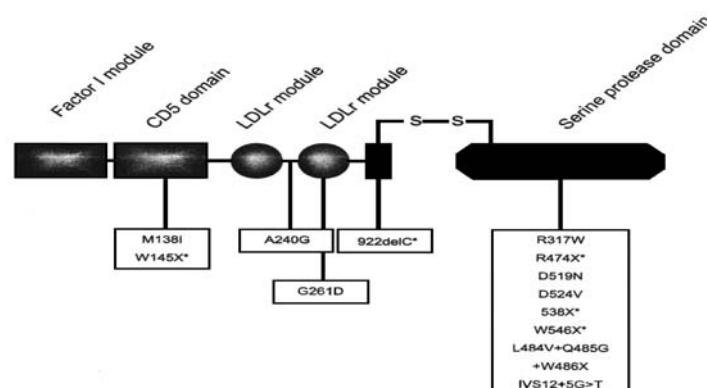 Factor I module
CD5 domain
LDLr module
LDLr module
Serine protease domain
S S
M138I
W145X*
A240G
922delC*
G261D
R317W
R474X*
D519N
D524V
538X*
W546X*
L484V+Q485G
+W486X
IVS12+5G>T